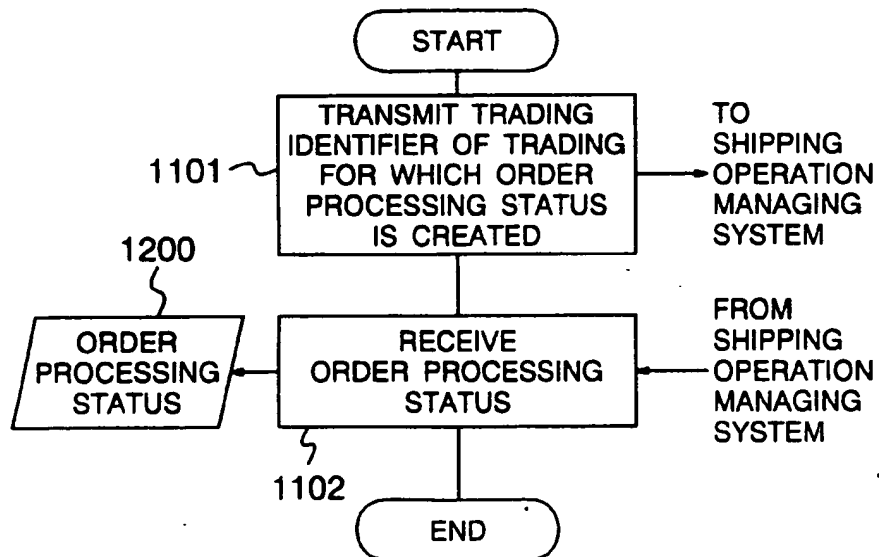 START
TRANSMIT TRADING
IDENTIFIER OF TRADING
FOR WHICH ORDER
PROCESSING STATUS
IS CREATED
1101
TO
SHIPPING
OPERATION
MANAGING
SYSTEM
1200
ORDER
PROCESSING
STATUS
RECEIVE
ORDER PROCESSING
STATUS
FROM
SHIPPING
OPERATION
MANAGING
SYSTEM
1102
END